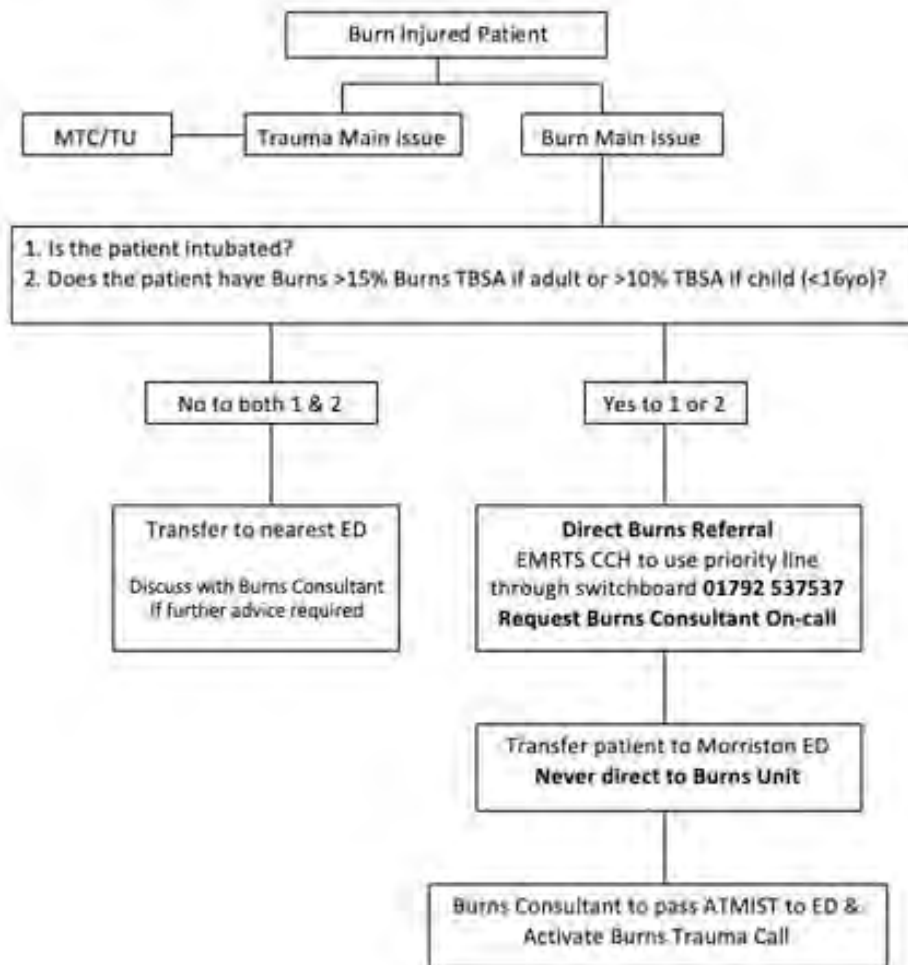 Burn Injured Patient
MTC/TU
Trauma Main Issue
Burn Main Issue
1. Is the patient intubated?
2. Does the patient have Burns >15% Burns TBSA if adult or >10% TBSA if child (<16yo)?
No to both 1 & 2
Yes to 1 or 2
Transfer to nearest ED
Discuss with Burns Consultant
if further advice required
Direct Burns Referral
EMRTS CCH to use priority line
through switchboard 01792 537537
Request Burns Consultant On-call
Transfer patient to Morriston ED
Never direct to Burns Unit
Burns Consultant to pass ATMIST to ED &
Activate Burns Trauma Call